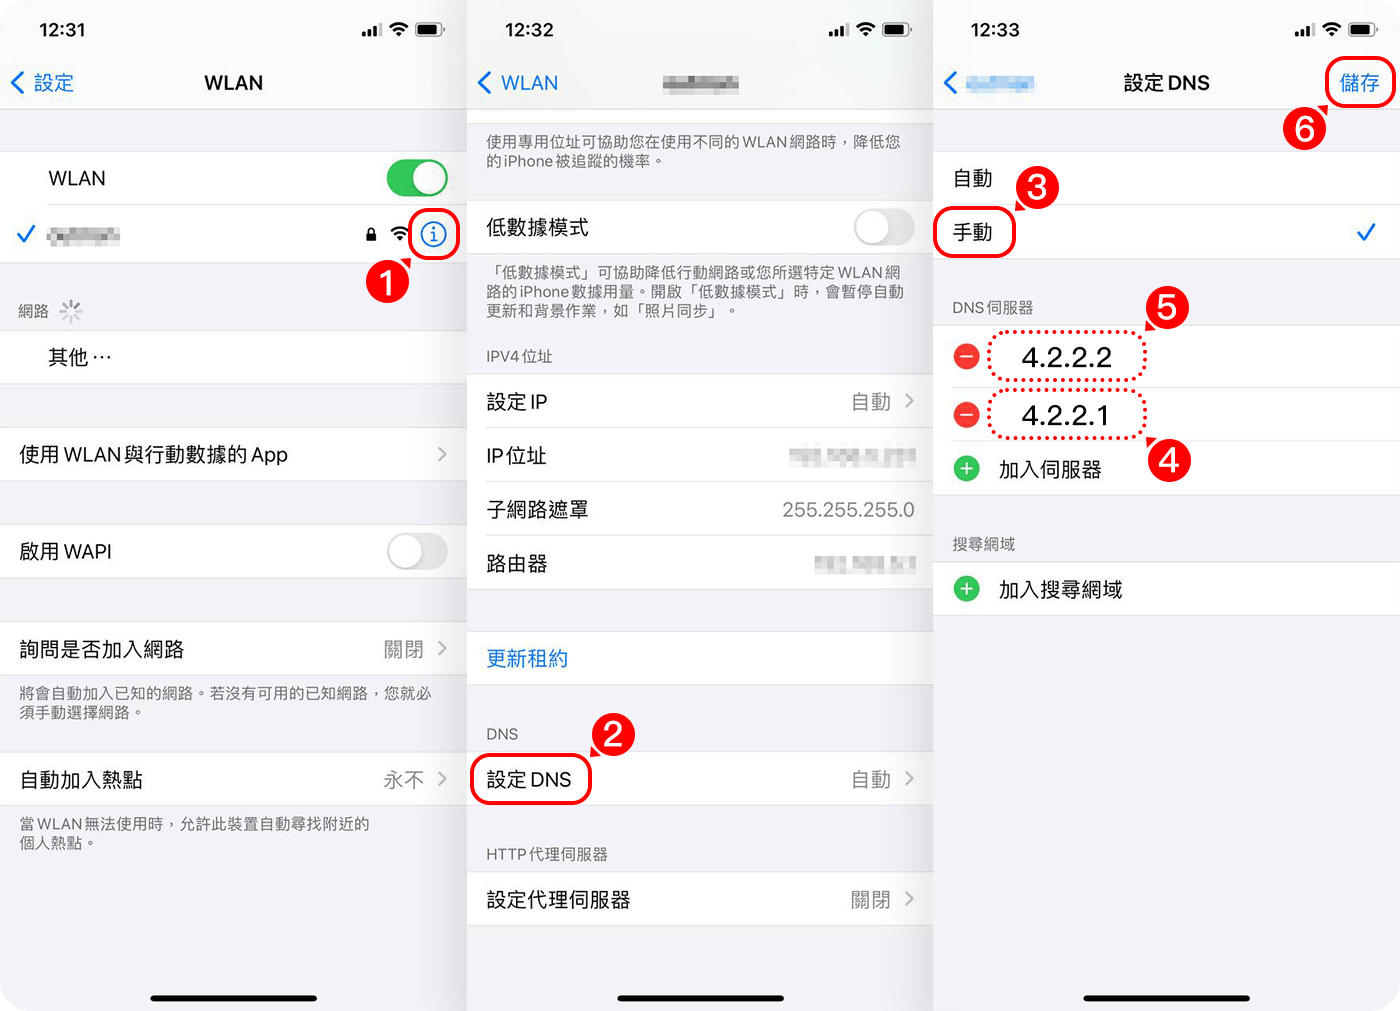 12:31
設定
WLAN
WLAN
1
網路
其他⋯
使用 WLAN 與行動數據的 App
啟用 WAPI
詢問是否加入網路
關閉
將會自動加入已知的網路。若沒有可用的已知網路，您就必
須手動選擇網路。
自動加入熱點
永不
當 WLAN 無法使用時，允許此裝置自動尋找附近的
個人熱點。
12:32
WLAN
使用專用位址可協助您在使用不同的 WLAN 網路時，降低您
的 iPhone 被追蹤的機率。
低數據模式
「低數據模式」可協助降低行動網路或您所選特定 WLAN 網
路的 iPhone 數據用量。開啟「低數據模式」時，會暫停自動
更新和背景作業，如「照片同步」。
IPV4 位址
設定 IP
自動
IP 位址
子網路遮罩
255.255.255.0
路由器
更新租約
DNS
2
設定 DNS
自動
HTTP 代理伺服器
設定代理伺服器
關閉
12:33
設定 DNS
儲存
6
自動
3
手動
DNS 伺服器
5
4.2.2.2
4.2.2.1
4
加入伺服器
搜尋網域
加入搜尋網域